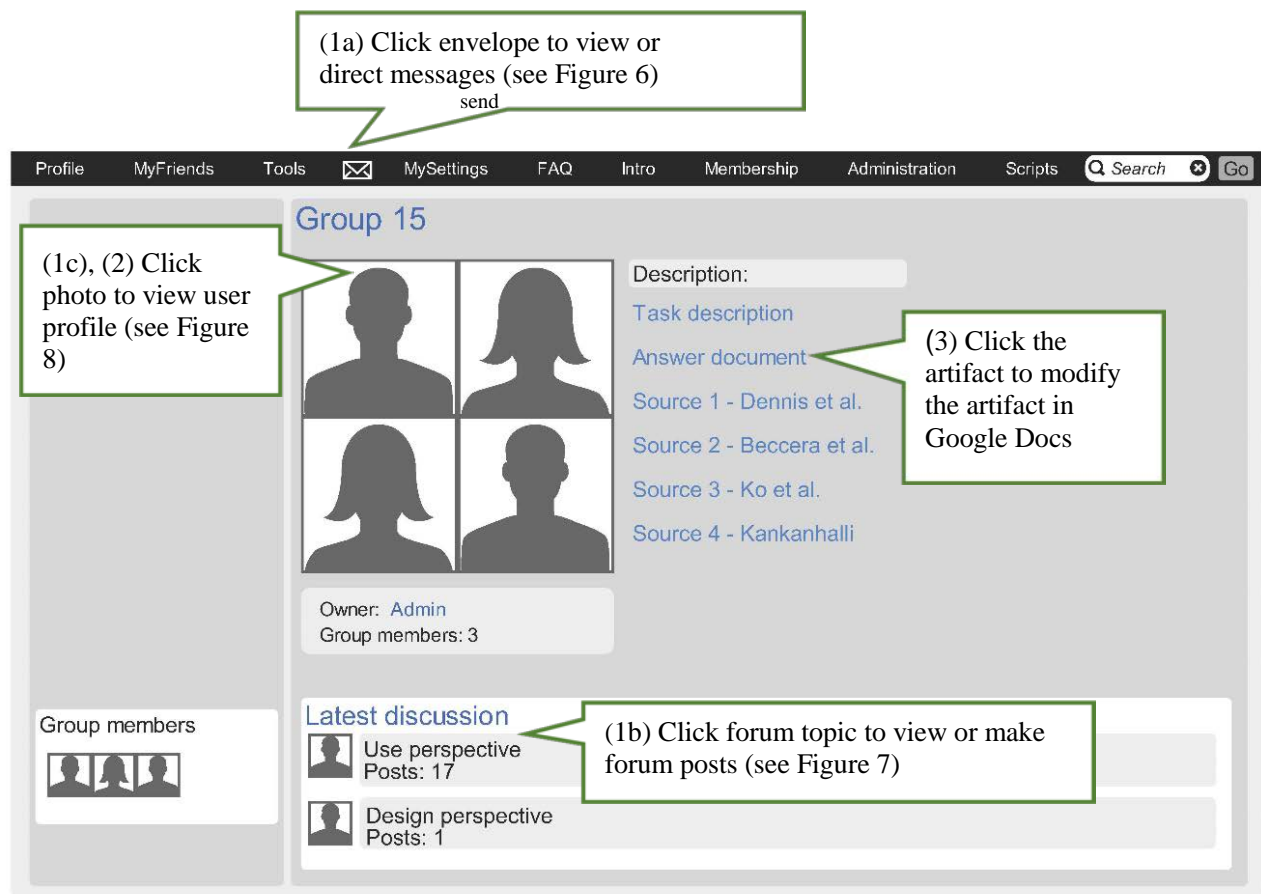 (1a) Click envelope to view or
direct messages (see Figure 6)
send
Profile MyFriends Tools MySettings FAQ Intro Membership Administration Scripts Search Go
Group 15
(1c), (2) Click
photo to view user
profile (see Figure
8)
Description:
Task description
Answer document
Source 1 - Dennis et al.
Source 2 - Beccera et al.
Source 3 - Ko et al.
Source 4 - Kankanhalli
(3) Click the
artifact to modify
the artifact in
Google Docs
Owner: Admin
Group members: 3
Group members
Latest discussion
Use perspective
Posts: 17
Design perspective
Posts: 1
(1b) Click forum topic to view or make
forum posts (see Figure 7)